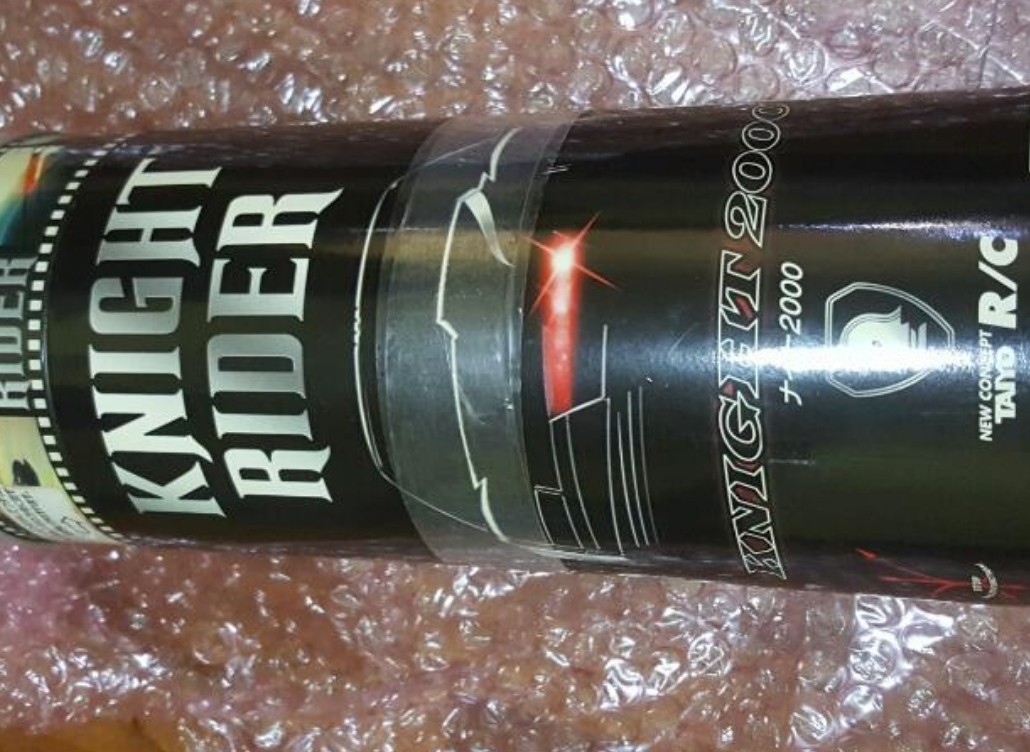 RIDER
KNIGHT
RIDER
KNIGHT 2000
ナイト2000
NEW CONCEPT
TAIYO R/C